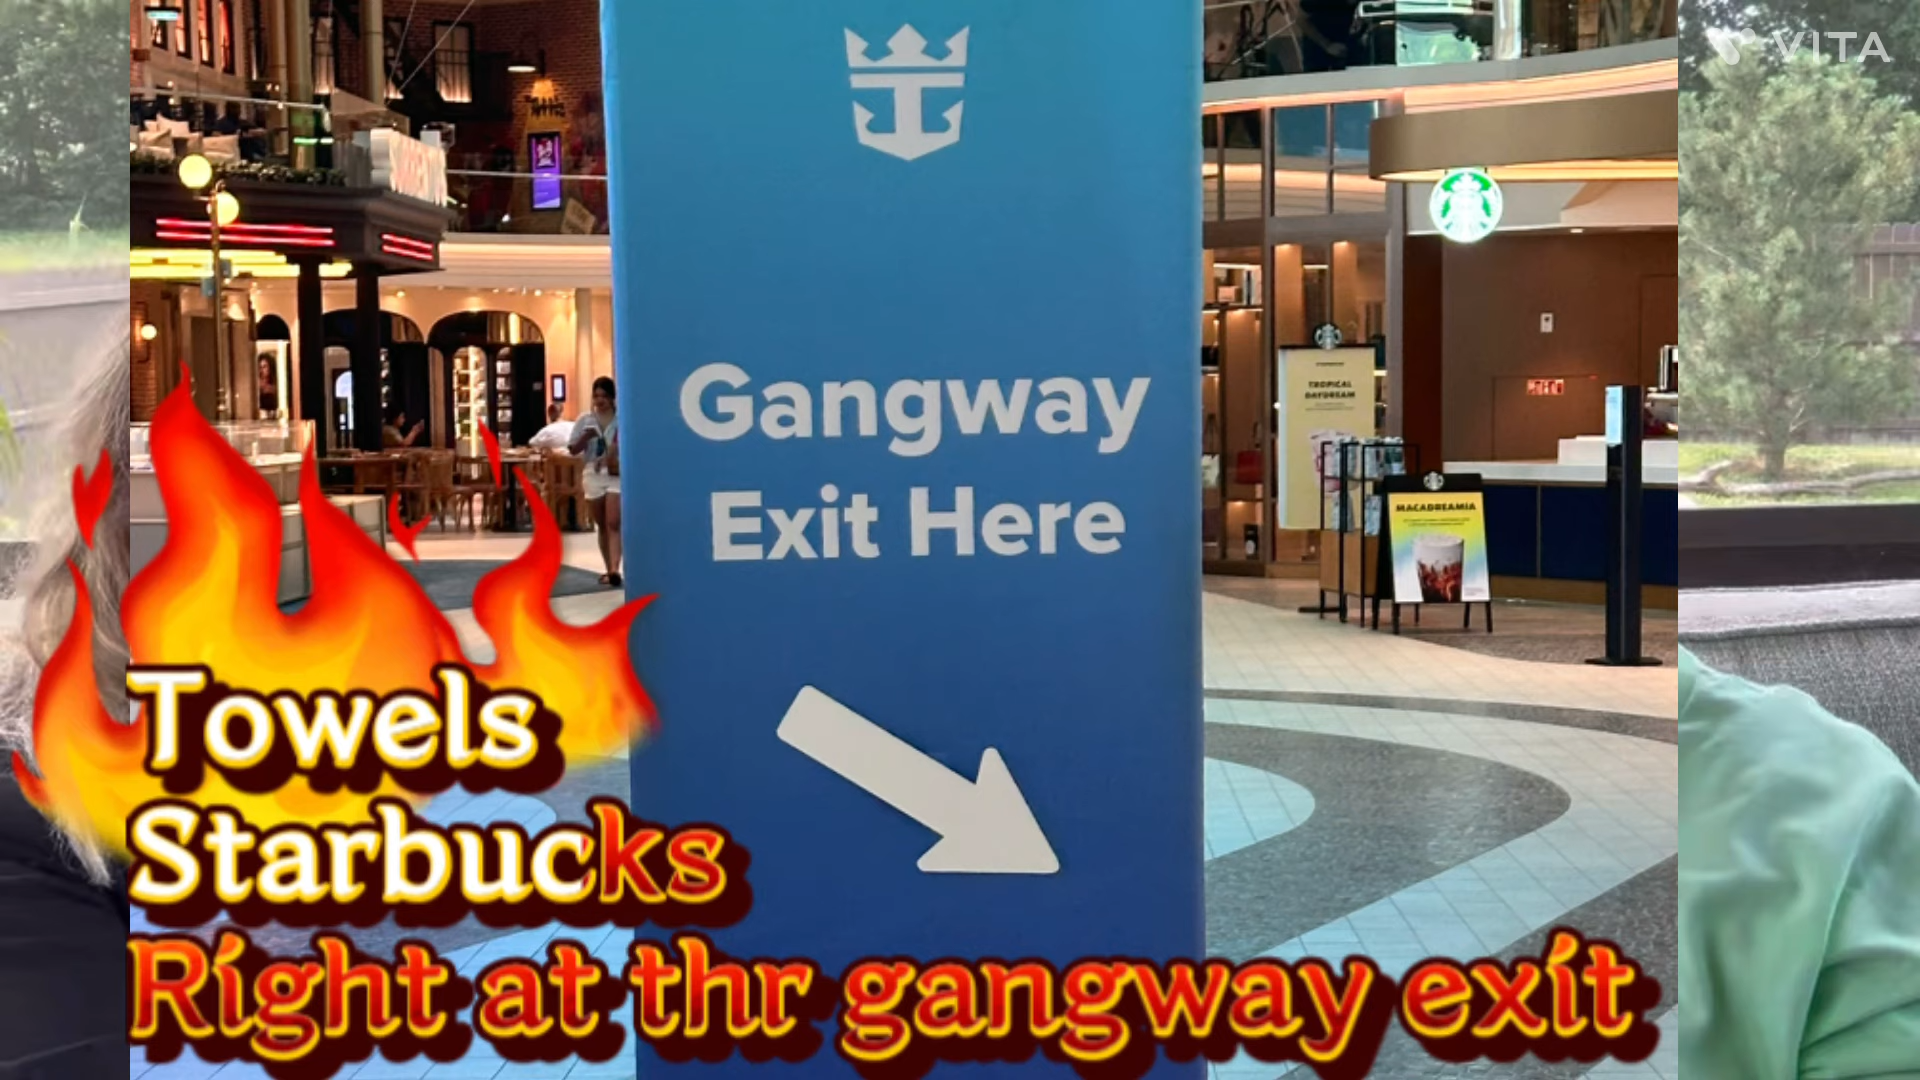 VITA
Gangway
Exit Here
TROPICAL
DAYDREAM
MACADREAMIA
Towels
Starbucks
Right at thr gangway exit